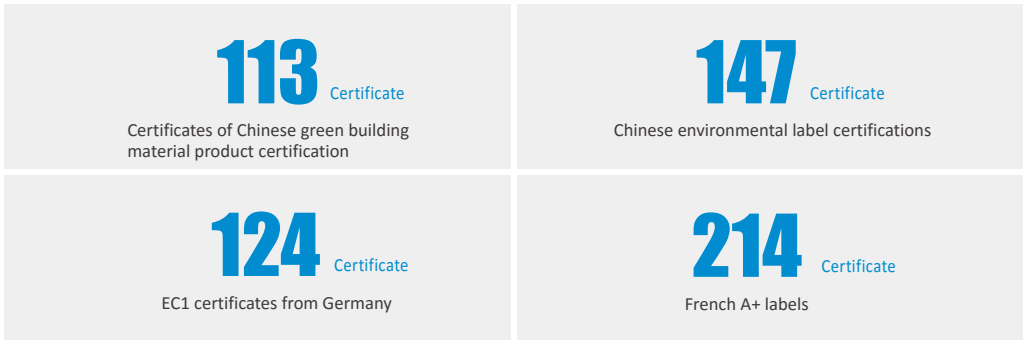 113 Certificate
Certificates of Chinese green building
material product certification
147 Certificate
Chinese environmental label certifications
124 Certificate
EC1 certificates from Germany
214 Certificate
French A+ labels